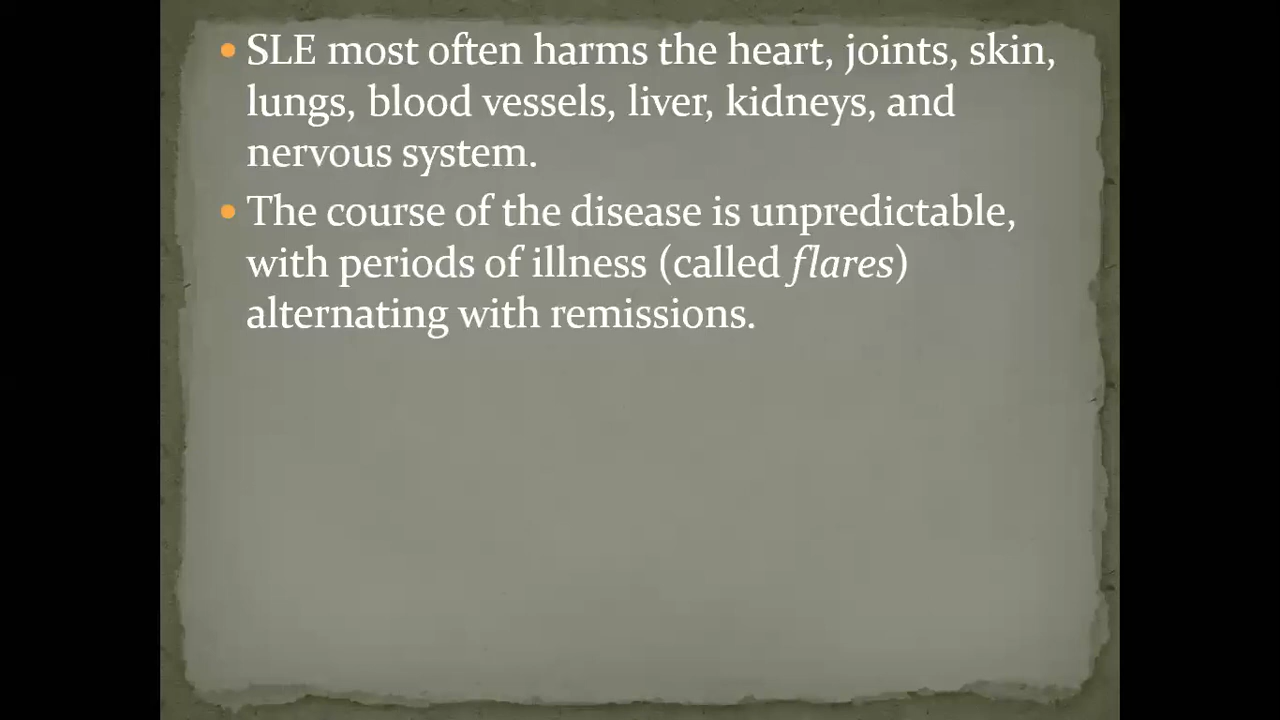 • SLE most often harms the heart, joints, skin,
lungs, blood vessels, liver, kidneys, and
nervous system.
• The course of the disease is unpredictable,
with periods of illness (called flares)
alternating with remissions.